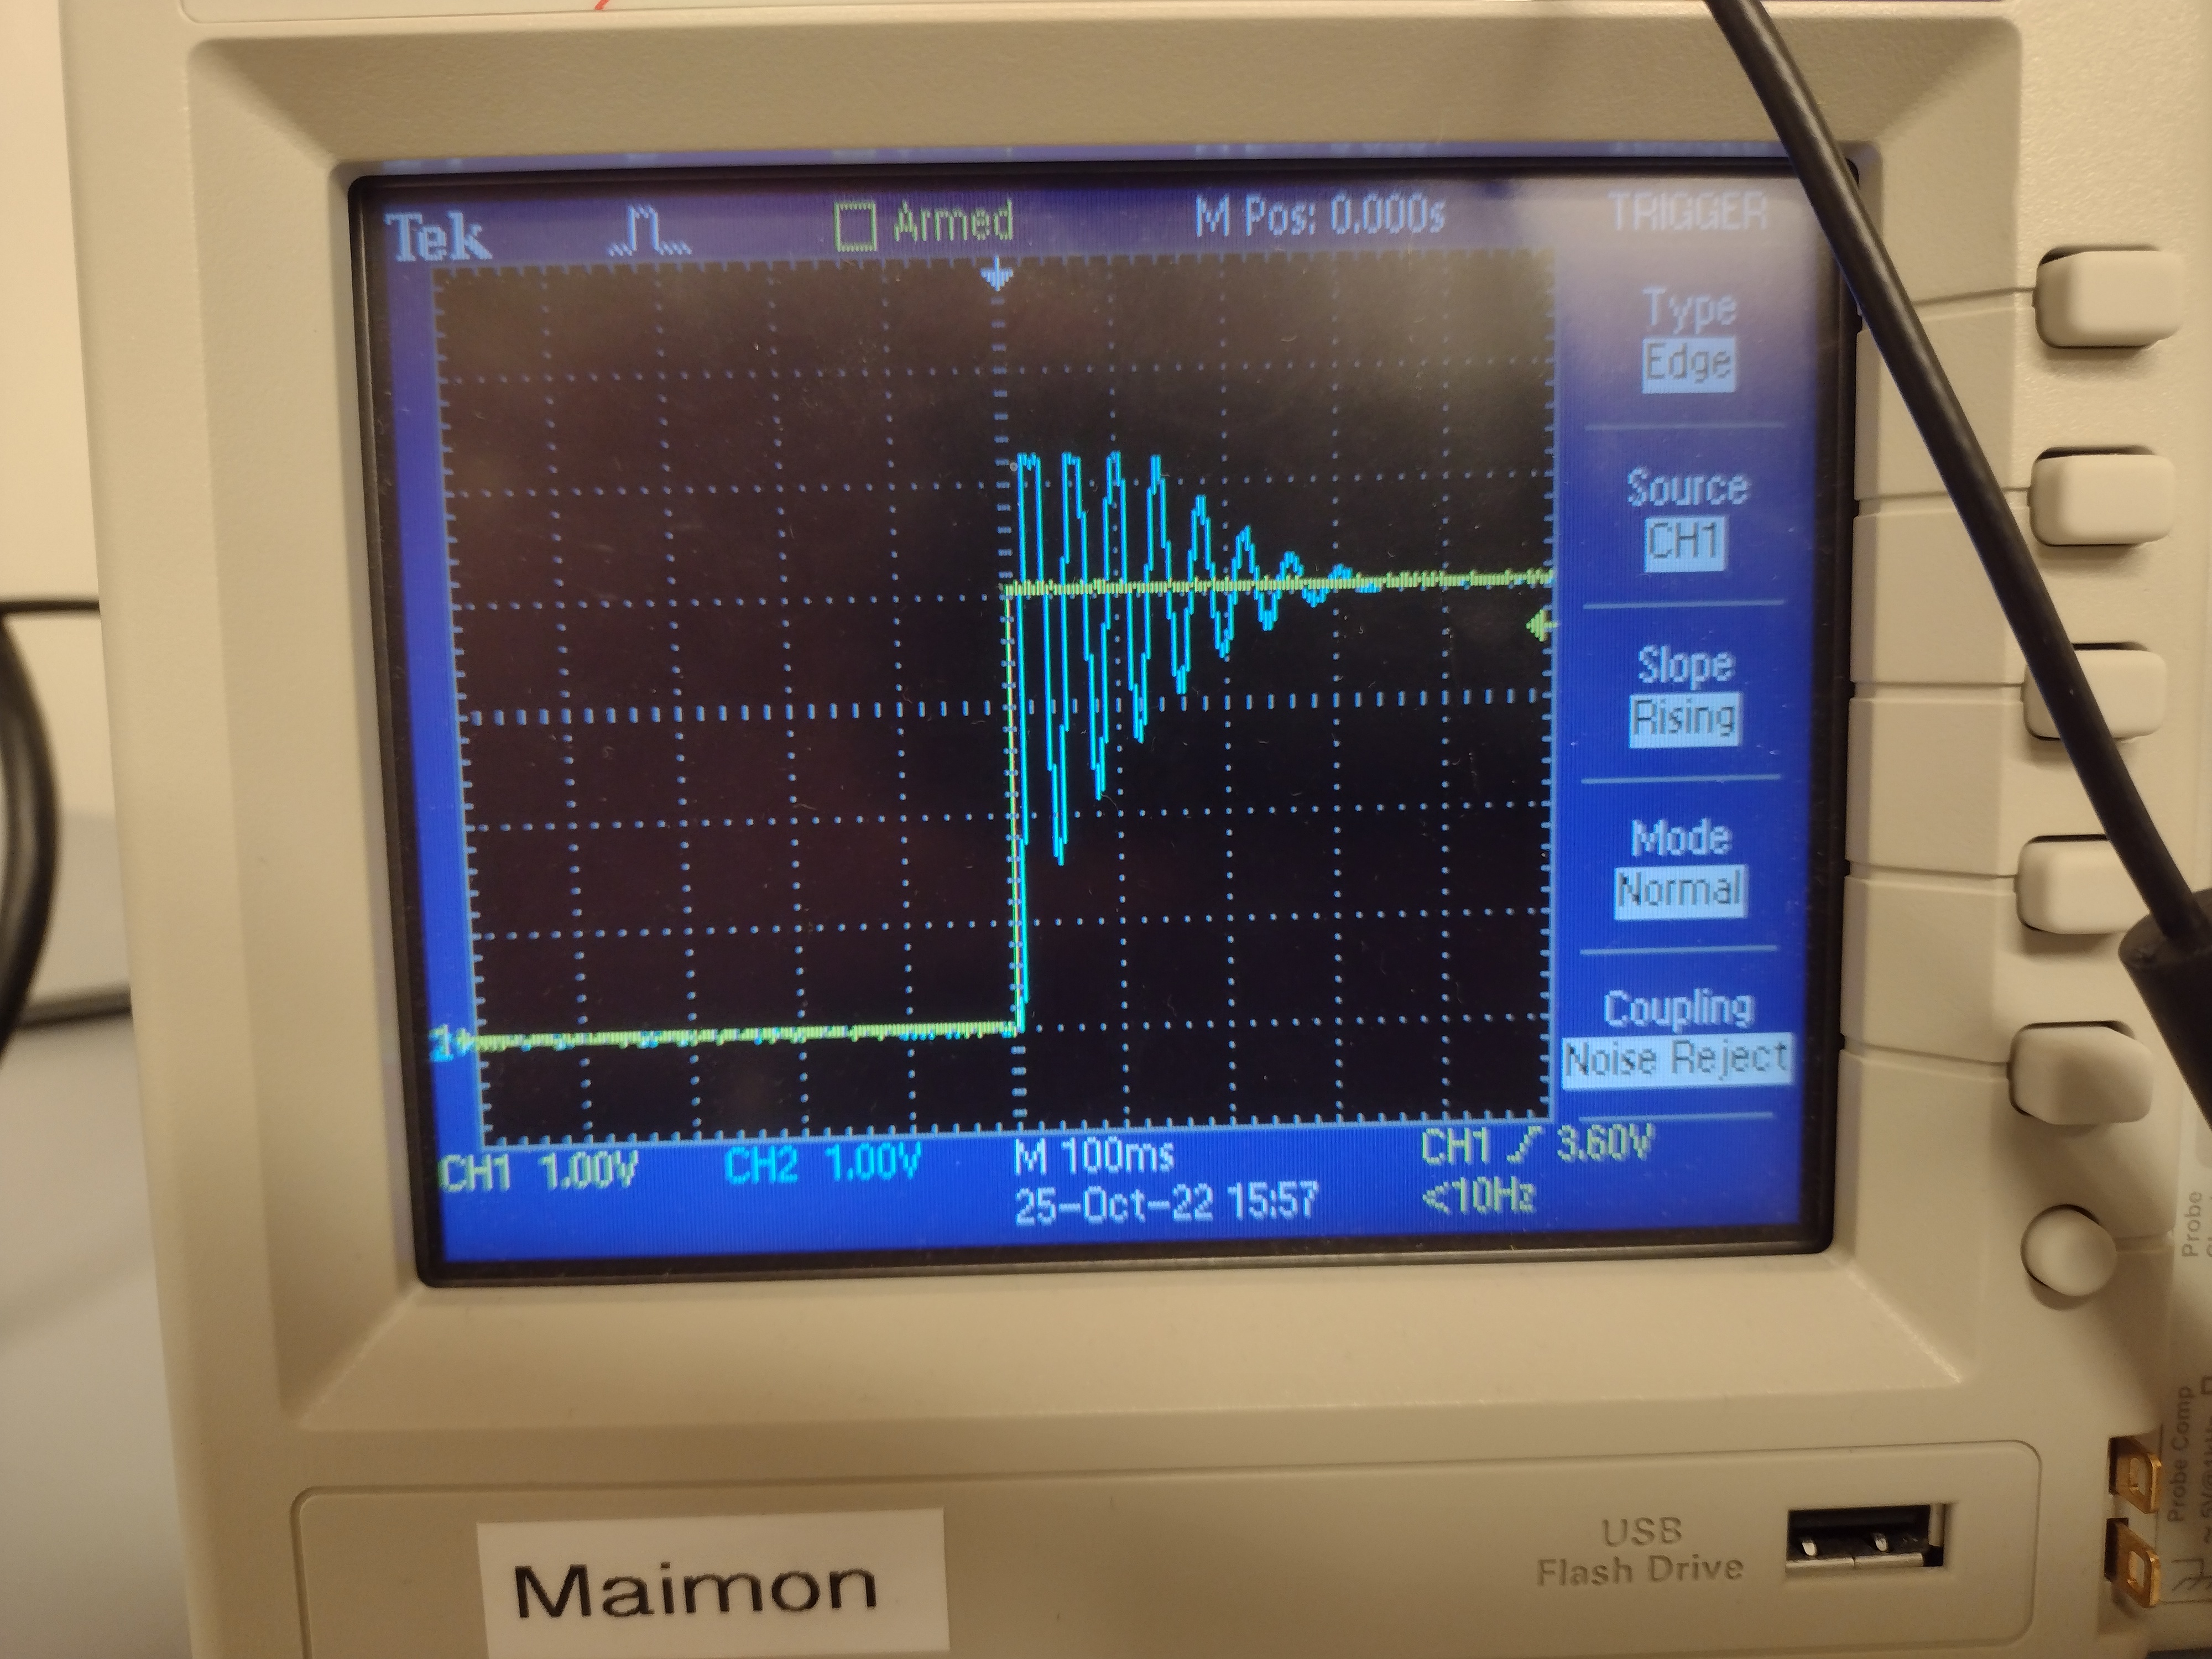 Tek Armed M Pos: 0.000s TRIGGER
Type
Edge
Source
CH1
Slope
Rising
Mode
Normal
Coupling
Noise Reject
1
CH1 1.00V CH2 1.00V M 100ms CH1 3.60V
25-Oct-22 15:57 <10Hz
Maimon
USB
Flash Drive
Probe
Probe Comp